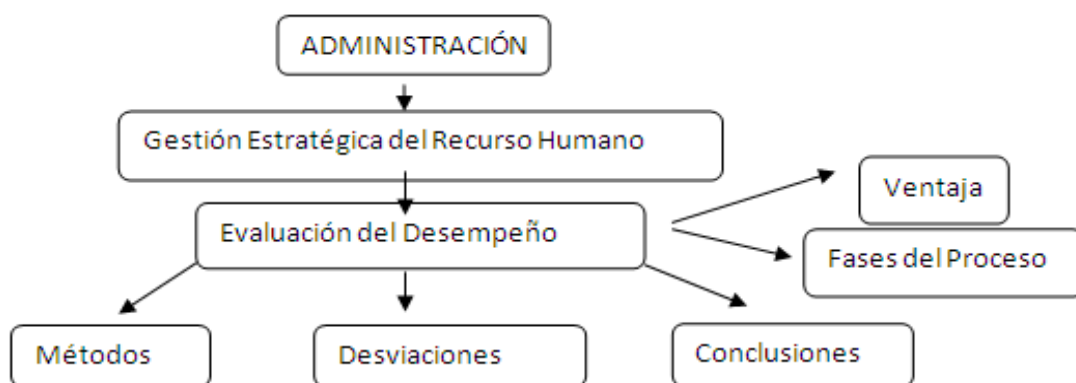 ADMINISTRACIÓN
Gestión Estratégica del Recurso Humano
Ventaja
Evaluación del Desempeño
Fases del Proceso
Métodos
Desviaciones
Conclusiones